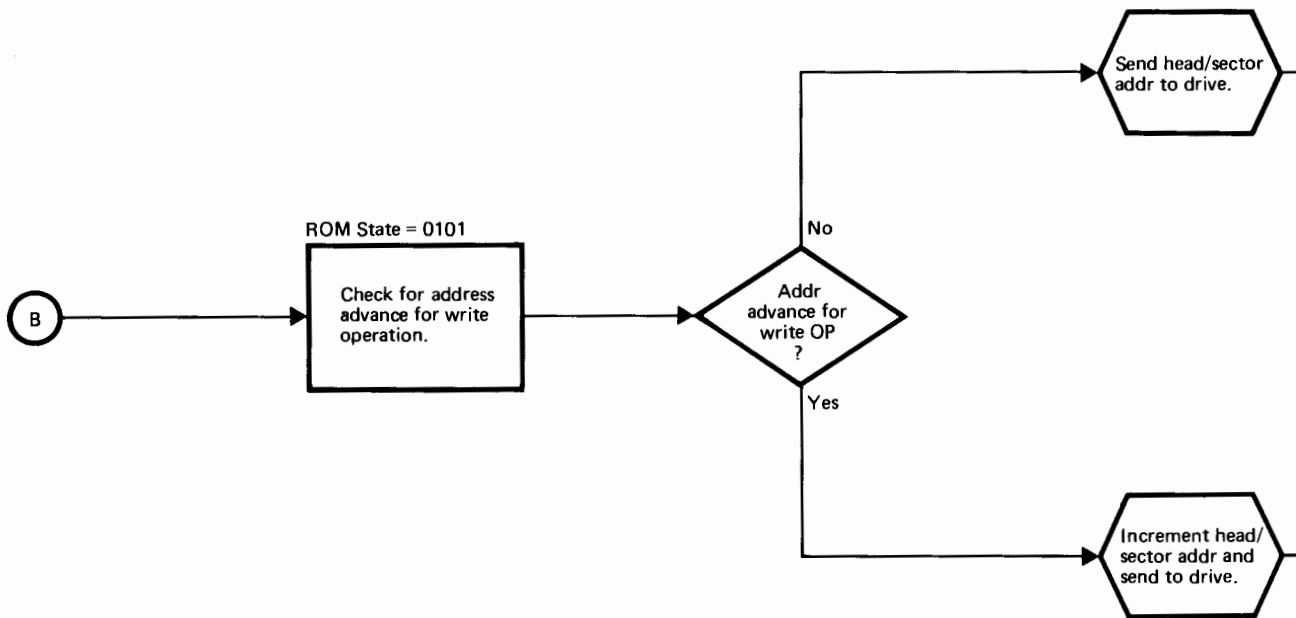 Send head/sector
addr to drive.
No
ROM State = 0101
Check for address
advance for write
operation.
B
Addr
advance for
write OP
?
Yes
Increment head/
sector addr and
send to drive.